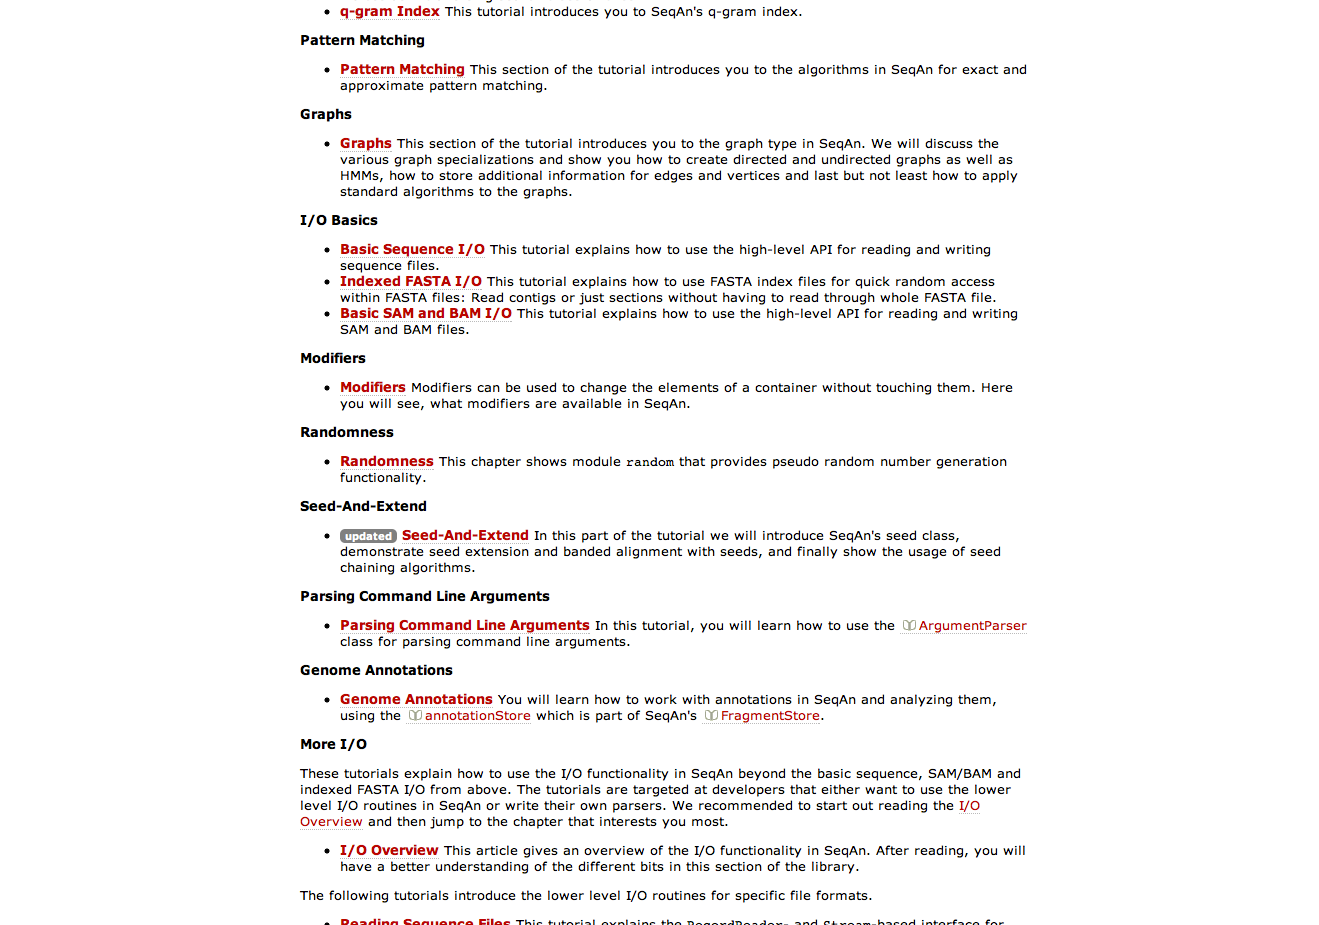 q-gram Index This tutorial introduces you to SeqAn's q-gram index.
Pattern Matching
Pattern Matching This section of the tutorial introduces you to the algorithms in SeqAn for exact and
approximate pattern matching.
Graphs
Graphs This section of the tutorial introduces you to the graph type in SeqAn. We will discuss the
various graph specializations and show you how to create directed and undirected graphs as well as
HMMs, how to store additional information for edges and vertices and last but not least how to apply
standard algorithms to the graphs.
I/O Basics
Basic Sequence I/O This tutorial explains how to use the high-level API for reading and writing
sequence files.
Indexed FASTA I/O This tutorial explains how to use FASTA index files for quick random access
within FASTA files: Read contigs or just sections without having to read through whole FASTA file.
Basic SAM and BAM I/O This tutorial explains how to use the high-level API for reading and writing
SAM and BAM files.
Modifiers
Modifiers Modifiers can be used to change the elements of a container without touching them. Here
you will see, what modifiers are available in SeqAn.
Randomness
Randomness This chapter shows module random that provides pseudo random number generation
functionality.
Seed-And-Extend
updated Seed-And-Extend In this part of the tutorial we will introduce SeqAn's seed class,
demonstrate seed extension and banded alignment with seeds, and finally show the usage of seed
chaining algorithms.
Parsing Command Line Arguments
Parsing Command Line Arguments In this tutorial, you will learn how to use the ArgumentParser
class for parsing command line arguments.
Genome Annotations
Genome Annotations You will learn how to work with annotations in SeqAn and analyzing them,
using the annotationStore which is part of SeqAn's FragmentStore.
More I/O
These tutorials explain how to use the I/O functionality in SeqAn beyond the basic sequence, SAM/BAM and
indexed FASTA I/O from above. The tutorials are targeted at developers that either want to use the lower
level I/O routines in SeqAn or write their own parsers. We recommended to start out reading the I/O
Overview and then jump to the chapter that interests you most.
I/O Overview This article gives an overview of the I/O functionality in SeqAn. After reading, you will
have a better understanding of the different bits in this section of the library.
The following tutorials introduce the lower level I/O routines for specific file formats.
Reading Sequence Files This tutorial explains the RecordReader- and Stream-based interface for